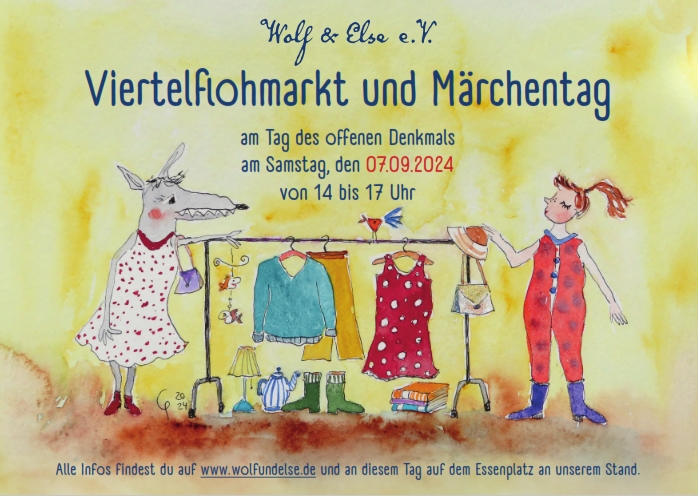 Wolf & Else e.V.
Viertelflohmarkt und Märchentag
am Tag des offenen Denkmals
am Samstag, den 07.09.2024
von 14 bis 17 Uhr
20
24
Alle Infos findest du auf www.wolfundelse.de und an diesem Tag auf dem Essenplatz an unserem Stand.